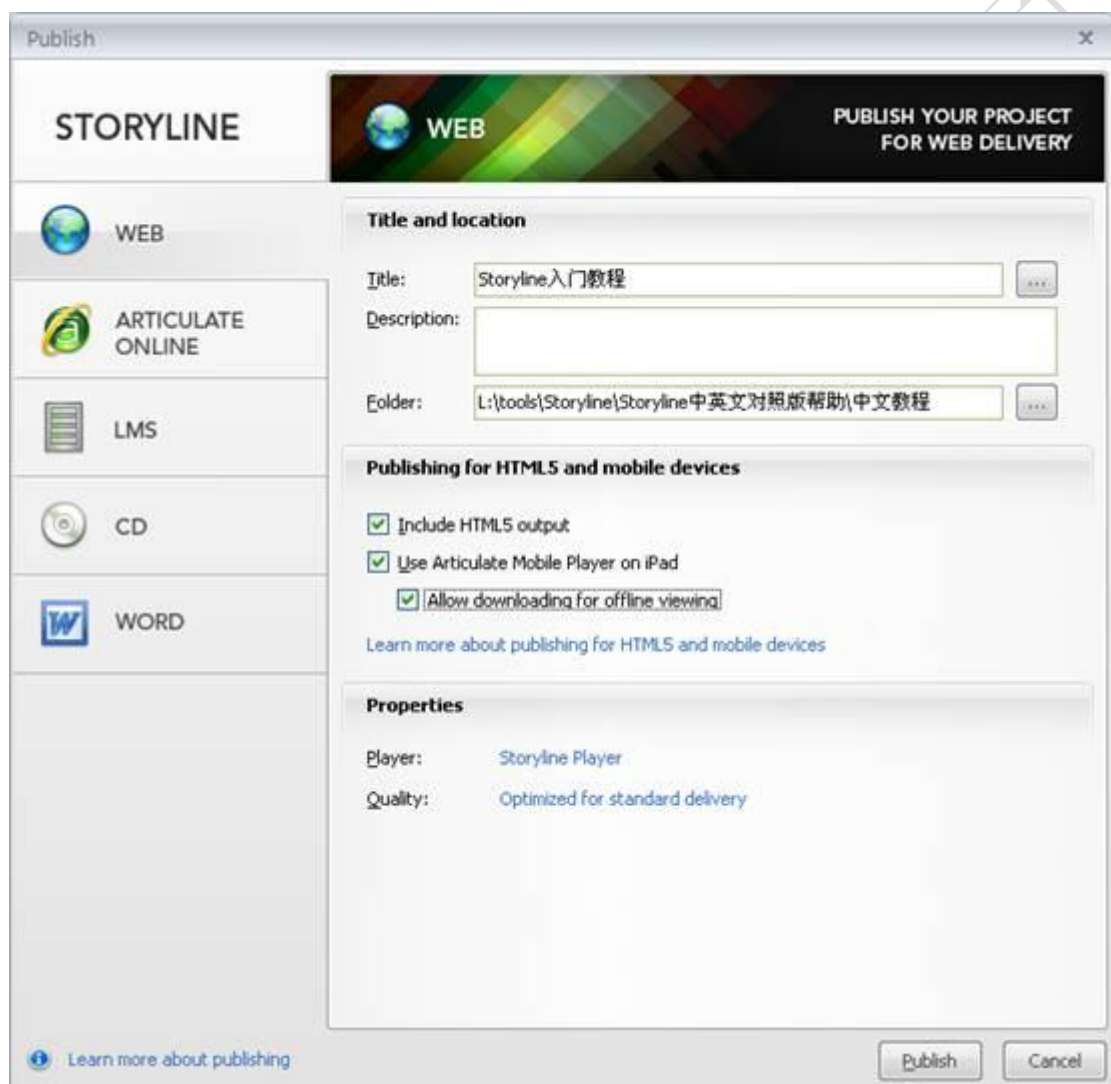 Publish
STORYLINE
WEB
PUBLISH YOUR PROJECT
FOR WEB DELIVERY
WEB
ARTICULATE
ONLINE
LMS
CD
WORD
Title and location
Title:
Storyline入门教程
...
Description:
Folder:
L:\tools\Storyline\Storyline中英文对照版帮助\中文教程
...
Publishing for HTML5 and mobile devices
Include HTML5 output
Use Articulate Mobile Player on iPad
Allow downloading for offline viewing
Learn more about publishing for HTML5 and mobile devices
Properties
Player:
Storyline Player
Quality:
Optimized for standard delivery
Learn more about publishing
Publish
Cancel